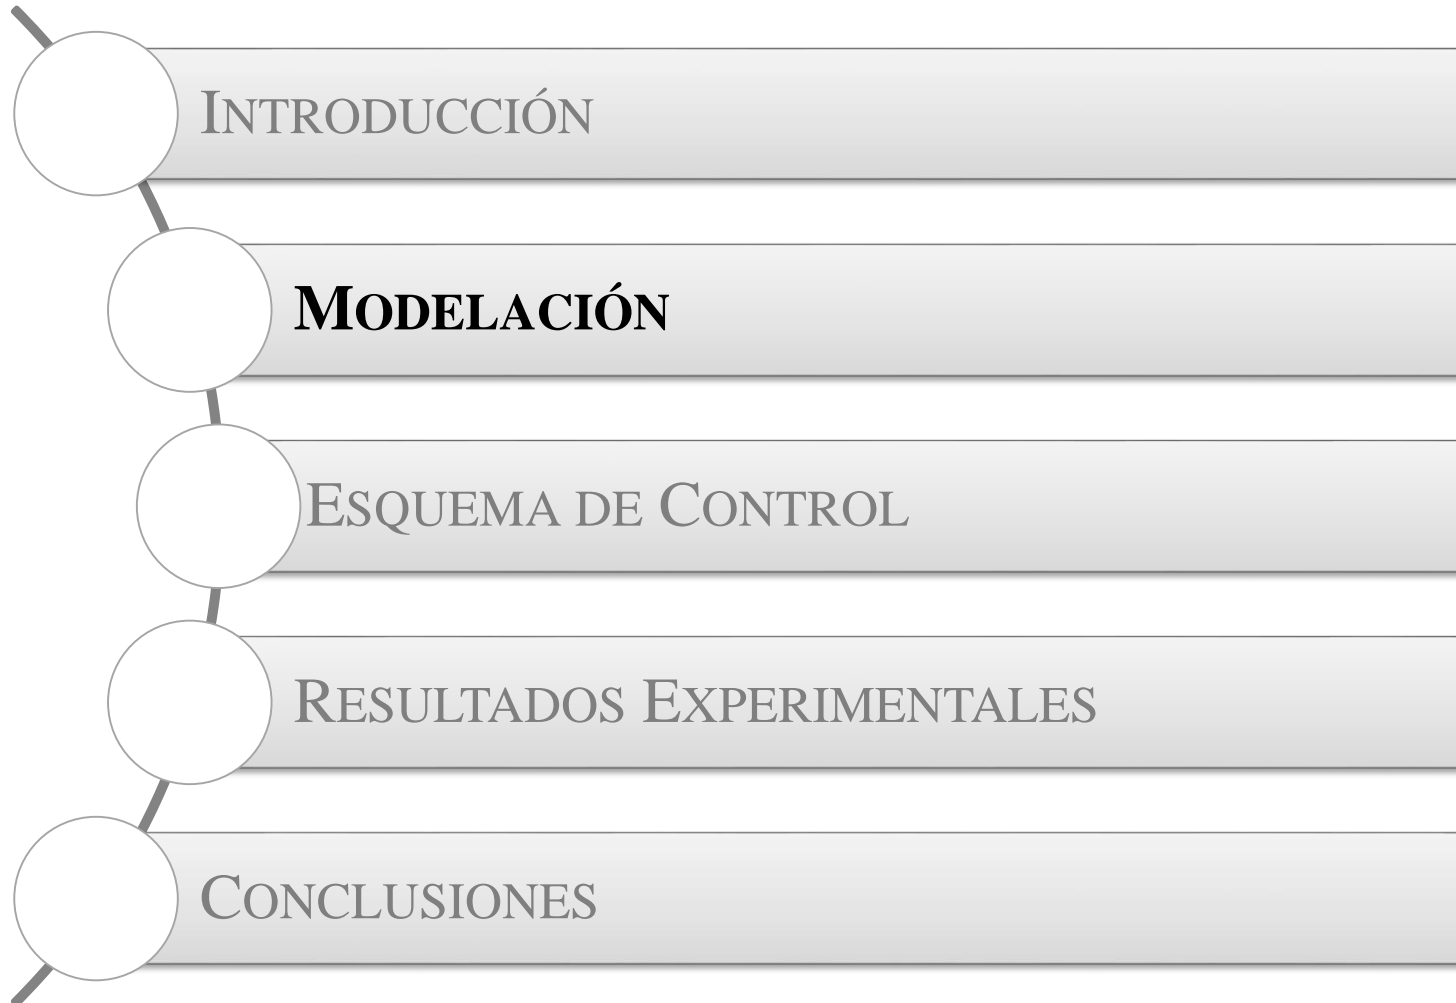 INTRODUCCIÓN
MODELACIÓN
ESQUEMA DE CONTROL
RESULTADOS EXPERIMENTALES
CONCLUSIONES